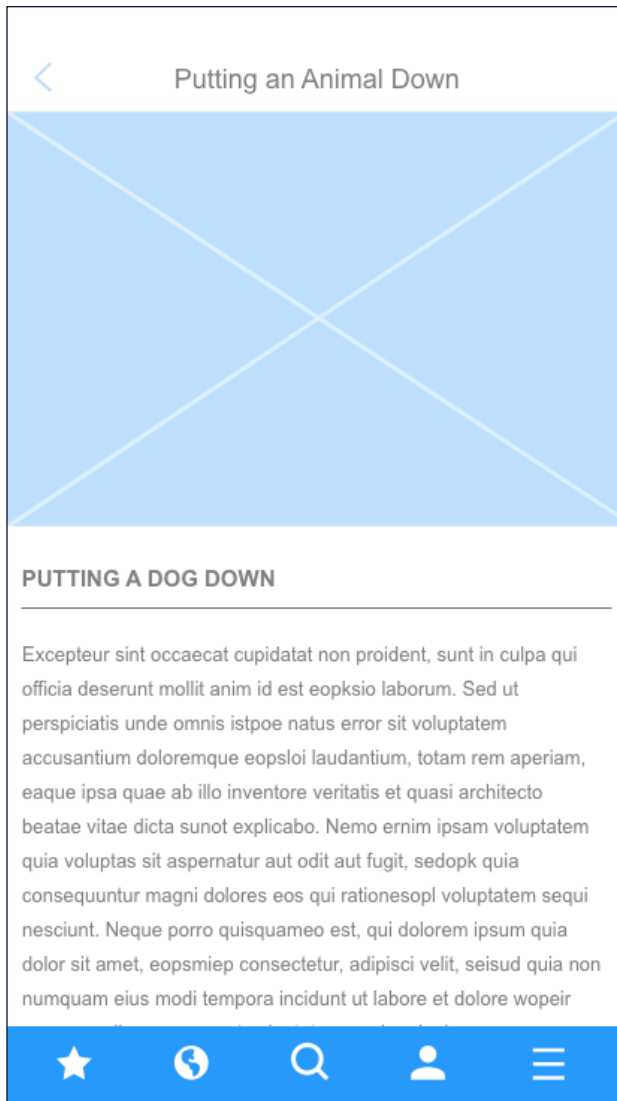 Putting an Animal Down
PUTTING A DOG DOWN
Excepteur sint occaecat cupidatat non proident, sunt in culpa qui
officia deserunt mollit anim id est eopksio laborum. Sed ut
perspiciatis unde omnis istpoe natus error sit voluptatem
accusantium doloremque eopsloi laudantium, totam rem aperiam,
eaque ipsa quae ab illo inventore veritatis et quasi architecto
beatae vitae dicta sunot explicabo. Nemo ernim ipsam voluptatem
quia voluptas sit aspernatur aut odit aut fugit, sedopk quia
consequuntur magni dolores eos qui rationesopl voluptatem sequi
nesciunt. Neque porro quisquameo est, qui dolorem ipsum quia
dolor sit amet, eopsmiep consectetur, adipisci velit, seisud quia non
numquam eius modi tempora incidunt ut labore et dolore wopeir